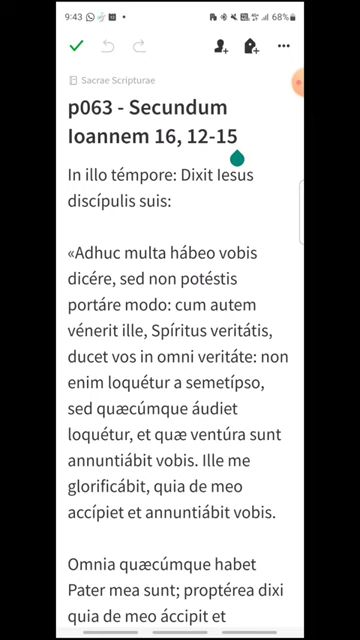 9:43
68%
Sacrae Scripturae
p063 - Secundum
Ioannem 16, 12-15
In illo témpore: Dixit Iesus
discípulis suis:
«Adhuc multa hábeo vobis
dicére, sed non potéstis
portáre modo: cum autem
vénerit ille, Spíritus veritátis,
ducet vos in omni veritáte: non
enim loquétur a semetípso,
sed quæcúmque áudiet
loquétur, et quæ ventúra sunt
annuntiábit vobis. Ille me
glorificábit, quia de meo
accípiet et annuntiábit vobis.
Omnia quæcúmque habet
Pater mea sunt; proptérea dixi
quia de meo áccipit et